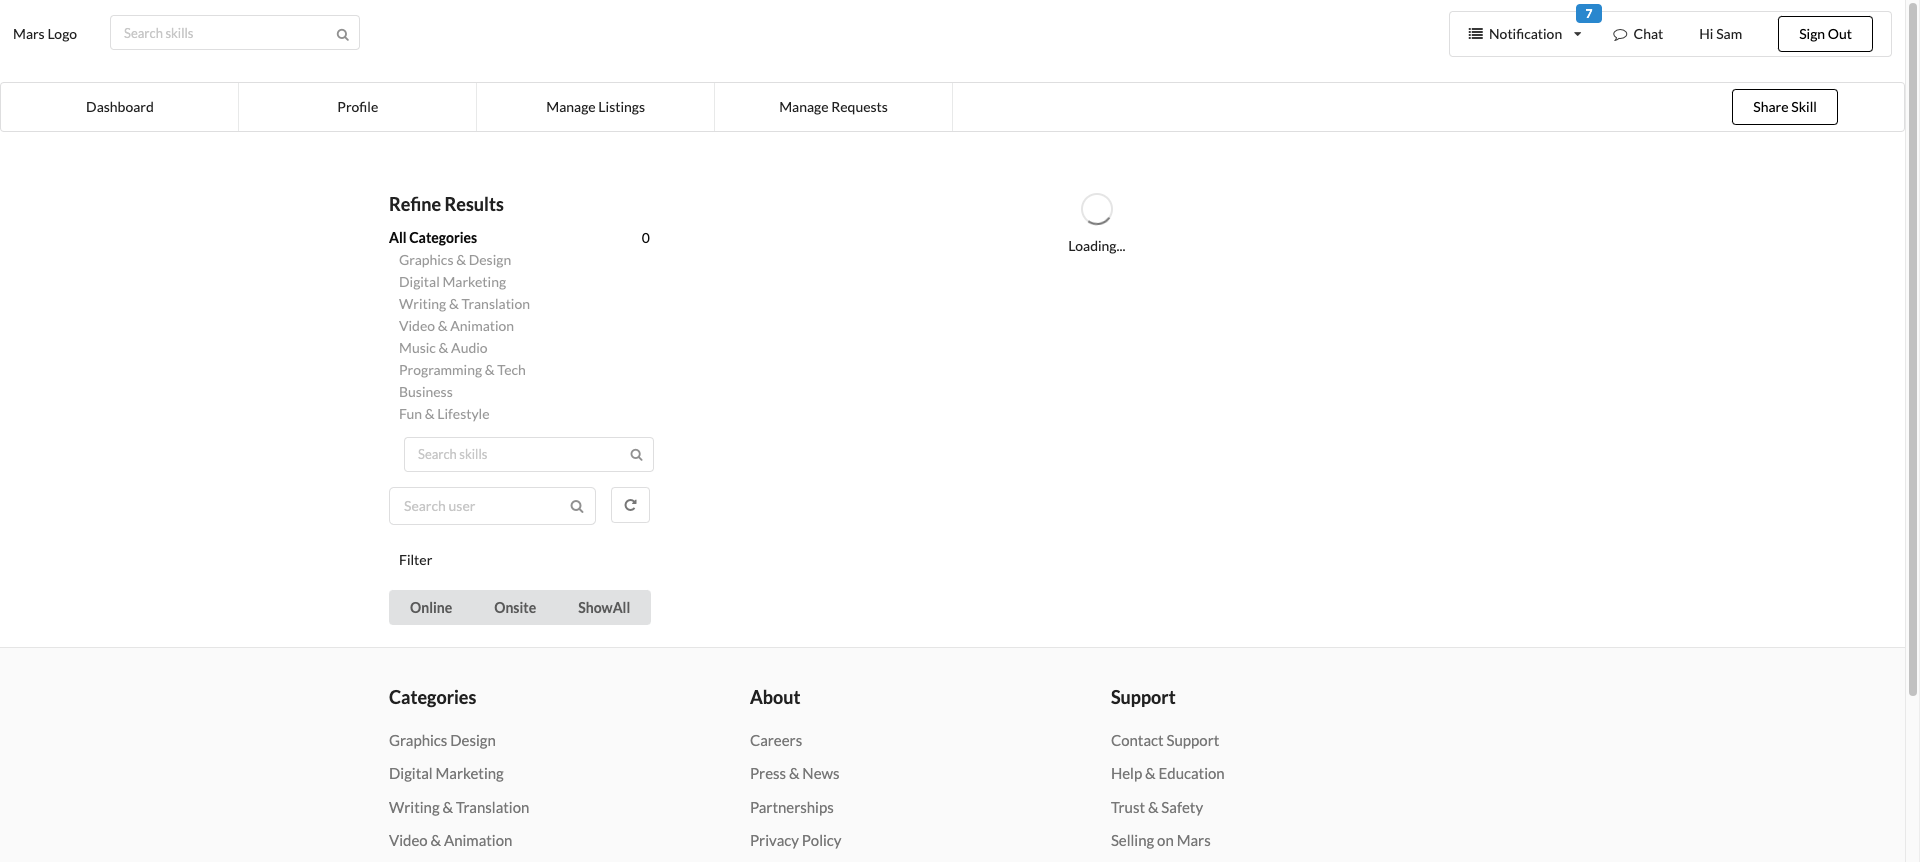 Mars Logo
Search skills
7
Notification
Chat
Hi Sam
Sign Out
Dashboard
Profile
Manage Listings
Manage Requests
Share Skill
Refine Results
All Categories 0
Graphics & Design
Digital Marketing
Writing & Translation
Video & Animation
Music & Audio
Programming & Tech
Business
Fun & Lifestyle
Search skills
Search user
Filter
Online Onsite ShowAll
Loading...
Categories
Graphics Design
Digital Marketing
Writing & Translation
Video & Animation
About
Careers
Press & News
Partnerships
Privacy Policy
Support
Contact Support
Help & Education
Trust & Safety
Selling on Mars